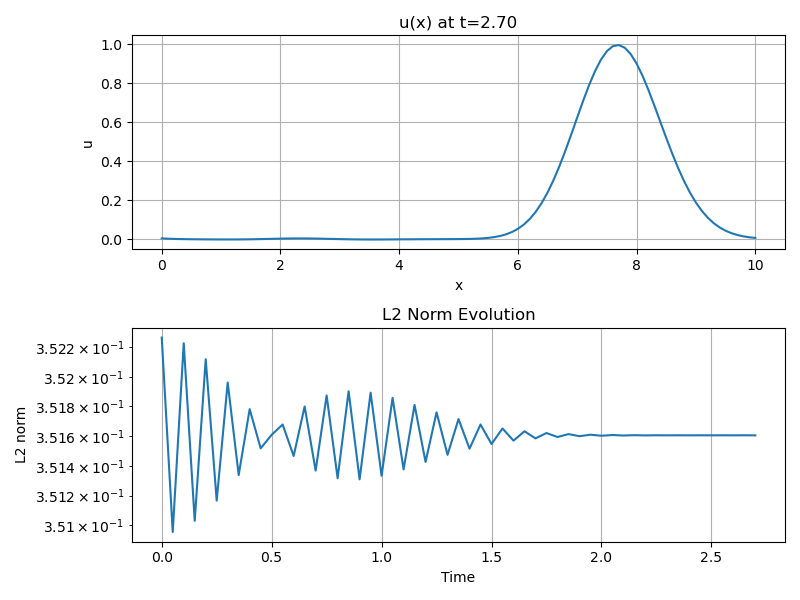 u(x) at t=2.70
1.0
0.8
0.6
0.4
0.2
0.0
u
0 2 4 6 8 10
x
L2 Norm Evolution
3.522 × 10⁻¹
3.52 × 10⁻¹
3.518 × 10⁻¹
3.516 × 10⁻¹
3.514 × 10⁻¹
3.512 × 10⁻¹
3.51 × 10⁻¹
L2 norm
0.0 0.5 1.0 1.5 2.0 2.5
Time